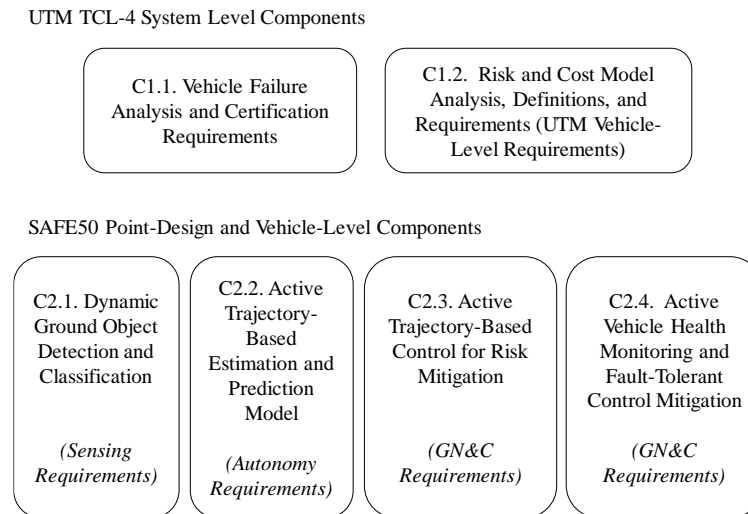 UTM TCL-4 System Level Components
C1.1. Vehicle Failure
Analysis and Certification
Requirements
C1.2. Risk and Cost Model
Analysis, Definitions, and
Requirements (UTM Vehicle-
Level Requirements)
SAFE50 Point-Design and Vehicle-Level Components
C2.1. Dynamic
Ground Object
Detection and
Classification
(Sensing
Requirements)
C2.2. Active
Trajectory-
Based
Estimation and
Prediction
Model
(Autonomy
Requirements)
C2.3. Active
Trajectory-Based
Control for Risk
Mitigation
(GN&C
Requirements)
C2.4. Active
Vehicle Health
Monitoring and
Fault-Tolerant
Control Mitigation
(GN&C
Requirements)